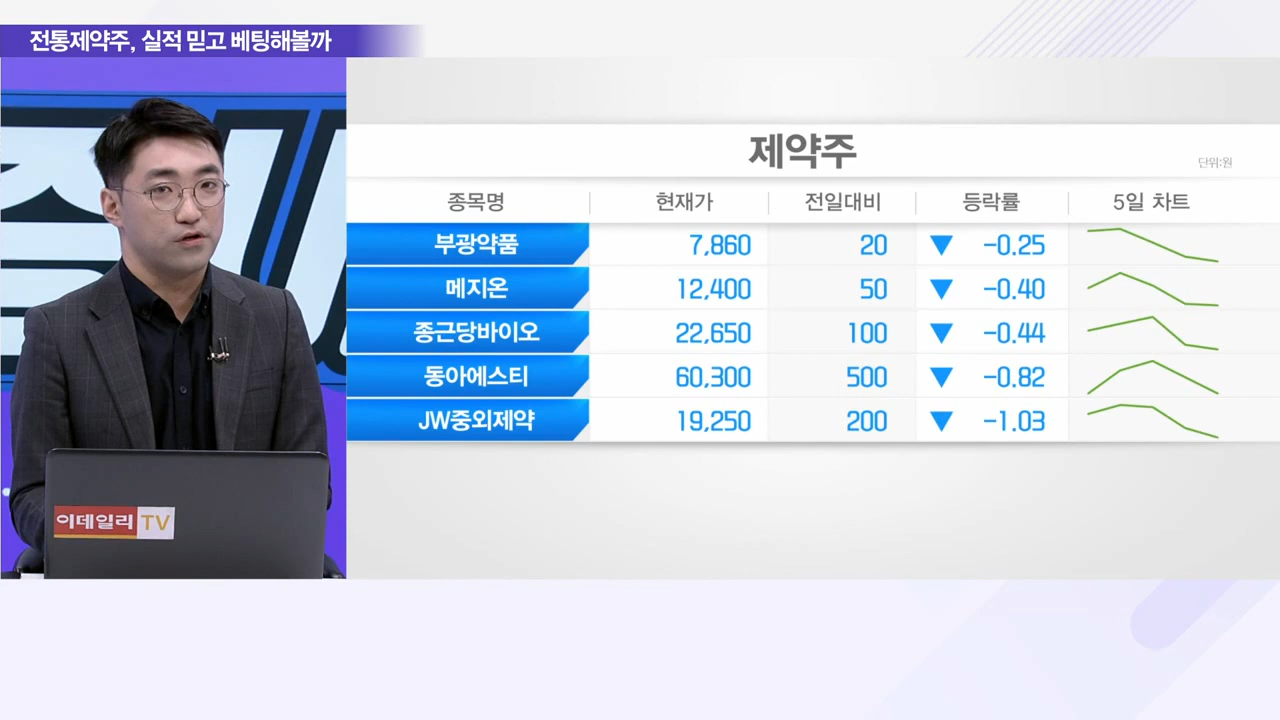 전통제약주, 실적 믿고 베팅해볼까
제약주
단위:원
종목명 현재가 전일대비 등락률 5일 차트
부광약품 7,860 20 ▼ -0.25
메지온 12,400 50 ▼ -0.40
종근당바이오 22,650 100 ▼ -0.44
동아에스티 60,300 500 ▼ -0.82
JW중외제약 19,250 200 ▼ -1.03
이데일리 TV